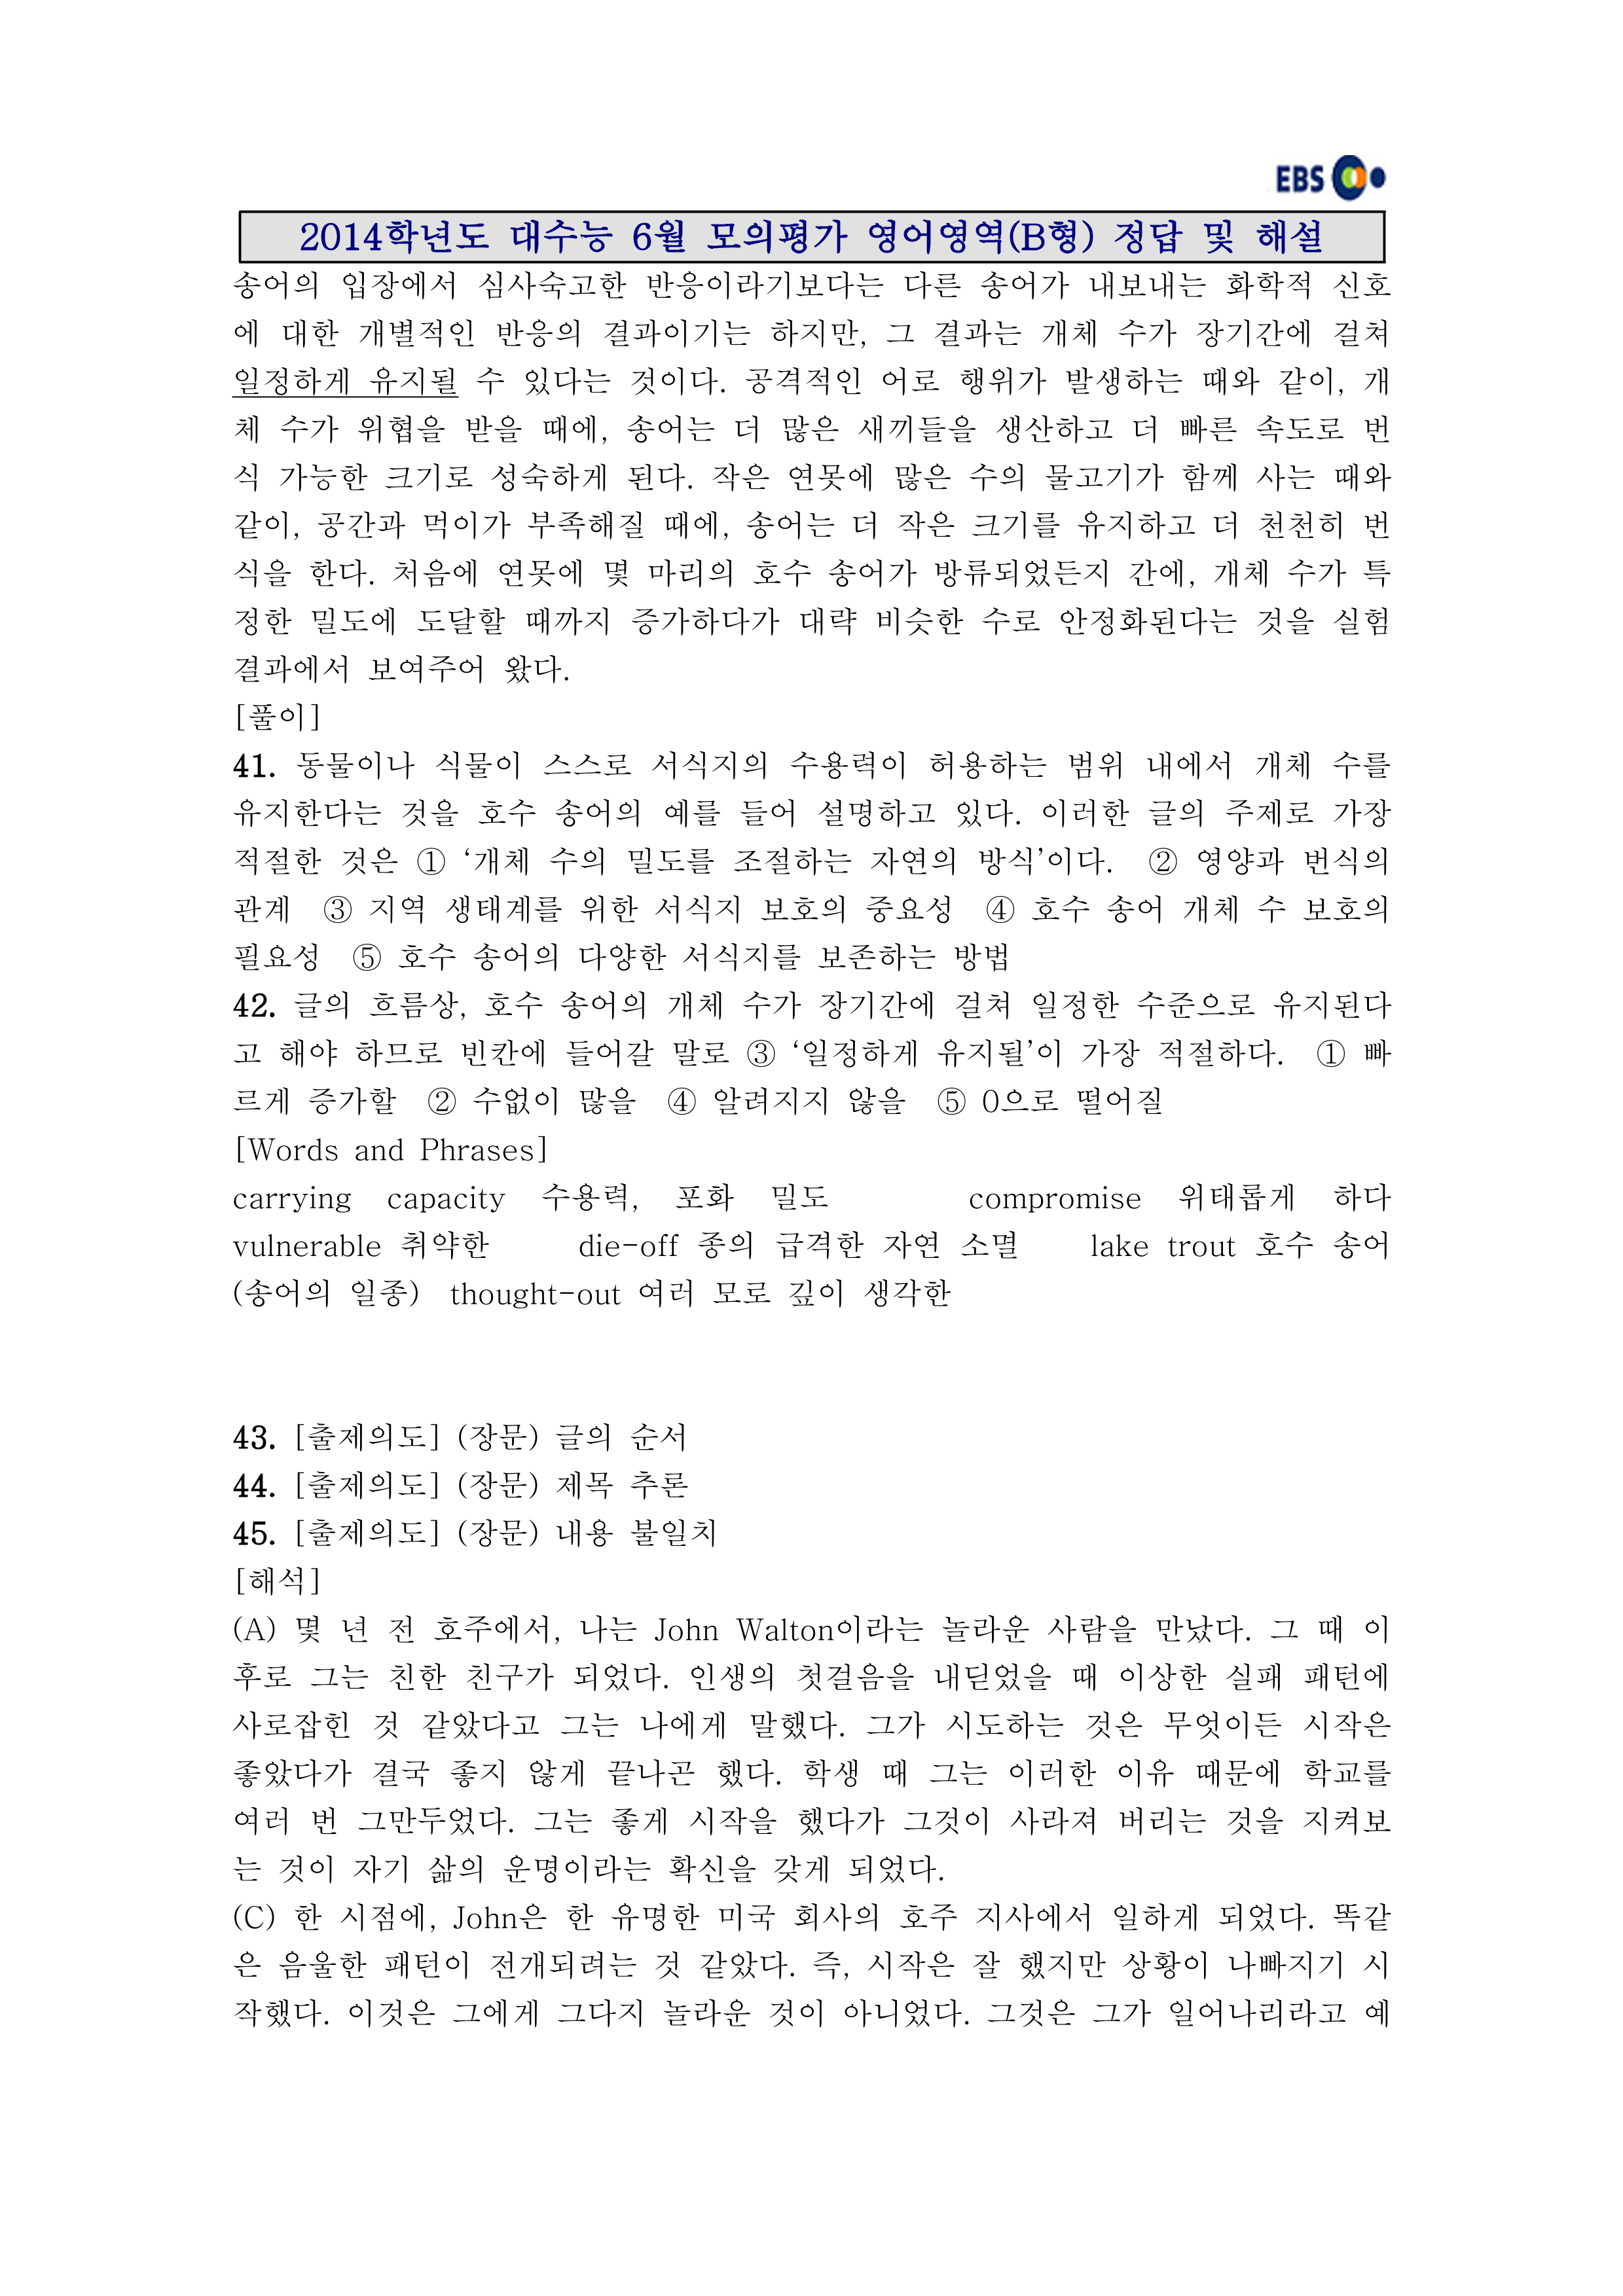 EBS
2014학년도 대수능 6월 모의평가 영어영역(B형) 정답 및 해설
송어의 입장에서 심사숙고한 반응이라기보다는 다른 송어가 내보내는 화학적 신호
에 대한 개별적인 반응의 결과이기는 하지만, 그 결과는 개체 수가 장기간에 걸쳐
일정하게 유지될 수 있다는 것이다. 공격적인 어로 행위가 발생하는 때와 같이, 개
체 수가 위협을 받을 때에, 송어는 더 많은 새끼들을 생산하고 더 빠른 속도로 번
식 가능한 크기로 성숙하게 된다. 작은 연못에 많은 수의 물고기가 함께 사는 때와
같이, 공간과 먹이가 부족해질 때에, 송어는 더 작은 크기를 유지하고 더 천천히 번
식을 한다. 처음에 연못에 몇 마리의 호수 송어가 방류되었든지 간에, 개체 수가 특
정한 밀도에 도달할 때까지 증가하다가 대략 비슷한 수로 안정화된다는 것을 실험
결과에서 보여주어 왔다.
[풀이]
41. 동물이나 식물이 스스로 서식지의 수용력이 허용하는 범위 내에서 개체 수를
유지한다는 것을 호수 송어의 예를 들어 설명하고 있다. 이러한 글의 주제로 가장
적절한 것은 ① ‘개체 수의 밀도를 조절하는 자연의 방식’이다. ② 영양과 번식의
관계 ③ 지역 생태계를 위한 서식지 보호의 중요성 ④ 호수 송어 개체 수 보호의
필요성 ⑤ 호수 송어의 다양한 서식지를 보존하는 방법
42. 글의 흐름상, 호수 송어의 개체 수가 장기간에 걸쳐 일정한 수준으로 유지된다
고 해야 하므로 빈칸에 들어갈 말로 ③ ‘일정하게 유지될’이 가장 적절하다. ① 빠
르게 증가할 ② 수없이 많을 ④ 알려지지 않을 ⑤ 0으로 떨어질
[Words and Phrases]
carrying capacity 수용력, 포화 밀도 compromise 위태롭게 하다
vulnerable 취약한 die-off 종의 급격한 자연 소멸 lake trout 호수 송어
(송어의 일종) thought-out 여러 모로 깊이 생각한
43. [출제의도] (장문) 글의 순서
44. [출제의도] (장문) 제목 추론
45. [출제의도] (장문) 내용 불일치
[해석]
(A) 몇 년 전 호주에서, 나는 John Walton이라는 놀라운 사람을 만났다. 그 때 이
후로 그는 친한 친구가 되었다. 인생의 첫걸음을 내딛었을 때 이상한 실패 패턴에
사로잡힌 것 같았다고 그는 나에게 말했다. 그가 시도하는 것은 무엇이든 시작은
좋았다가 결국 좋지 않게 끝나곤 했다. 학생 때 그는 이러한 이유 때문에 학교를
여러 번 그만두었다. 그는 좋게 시작을 했다가 그것이 사라져 버리는 것을 지켜보
는 것이 자기 삶의 운명이라는 확신을 갖게 되었다.
(C) 한 시점에, John은 한 유명한 미국 회사의 호주 지사에서 일하게 되었다. 똑같
은 음울한 패턴이 전개되려는 것 같았다. 즉, 시작은 잘 했지만 상황이 나빠지기 시
작했다. 이것은 그에게 그다지 놀라운 것이 아니었다. 그것은 그가 일어나리라고 예